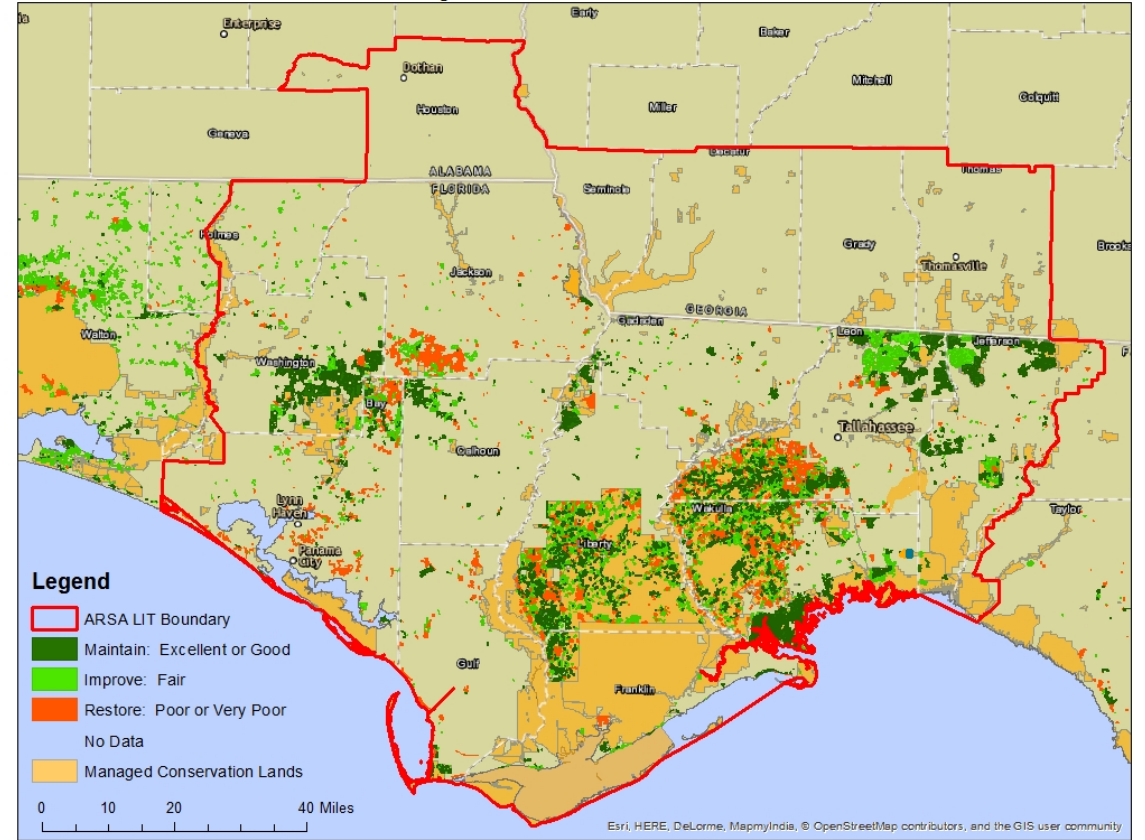 Enterprise
Early
Baker
Dothan
Mitchell
Houston
Miller
Colquitt
Geneva
Decatur
Thomas
ALABAMA
FLORIDA
Seminole
Holmes
Grady
Brooks
Jackson
Thomasville
GEORGIA
Gadsden
Walton
Leon
Jefferson
Washington
Bay
Tallahassee
Calhoun
Lynn
Haven
Wakulla
Taylor
Liberty
Panama
City
Gulf
Franklin
Legend
ARSA LIT Boundary
Maintain: Excellent or Good
Improve: Fair
Restore: Poor or Very Poor
No Data
Managed Conservation Lands
0 10 20 40 Miles
Esri, HERE, DeLorme, MapmyIndia, © OpenStreetMap contributors, and the GIS user community